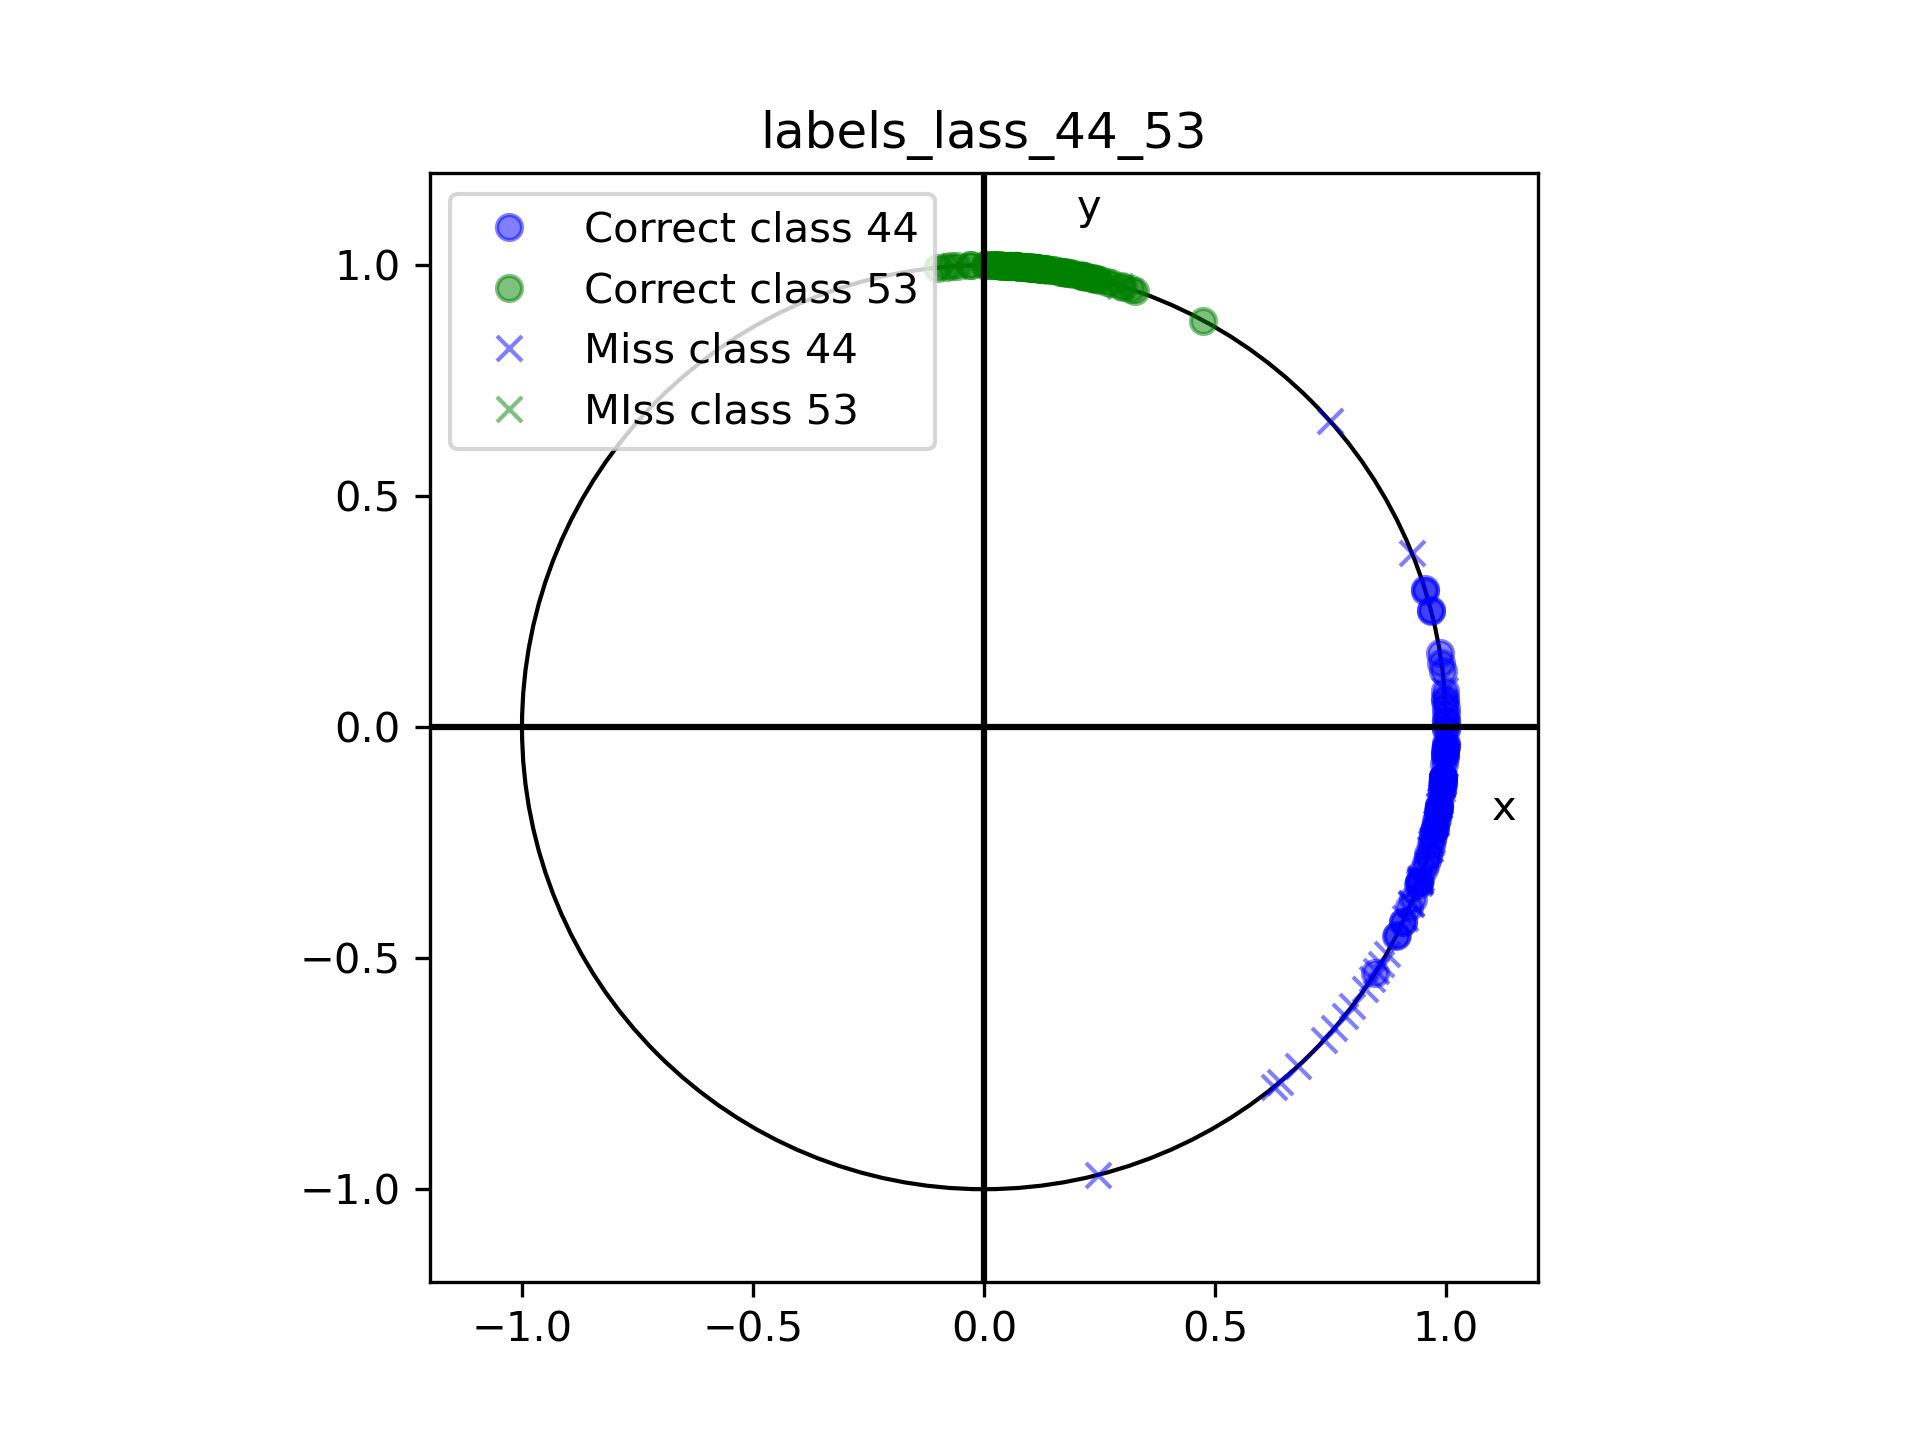 labels_lass_44_53
y
Correct class 44
Correct class 53
Miss class 44
MIss class 53
1.0
0.5
0.0
−0.5
−1.0
x
−1.0 −0.5 0.0 0.5 1.0